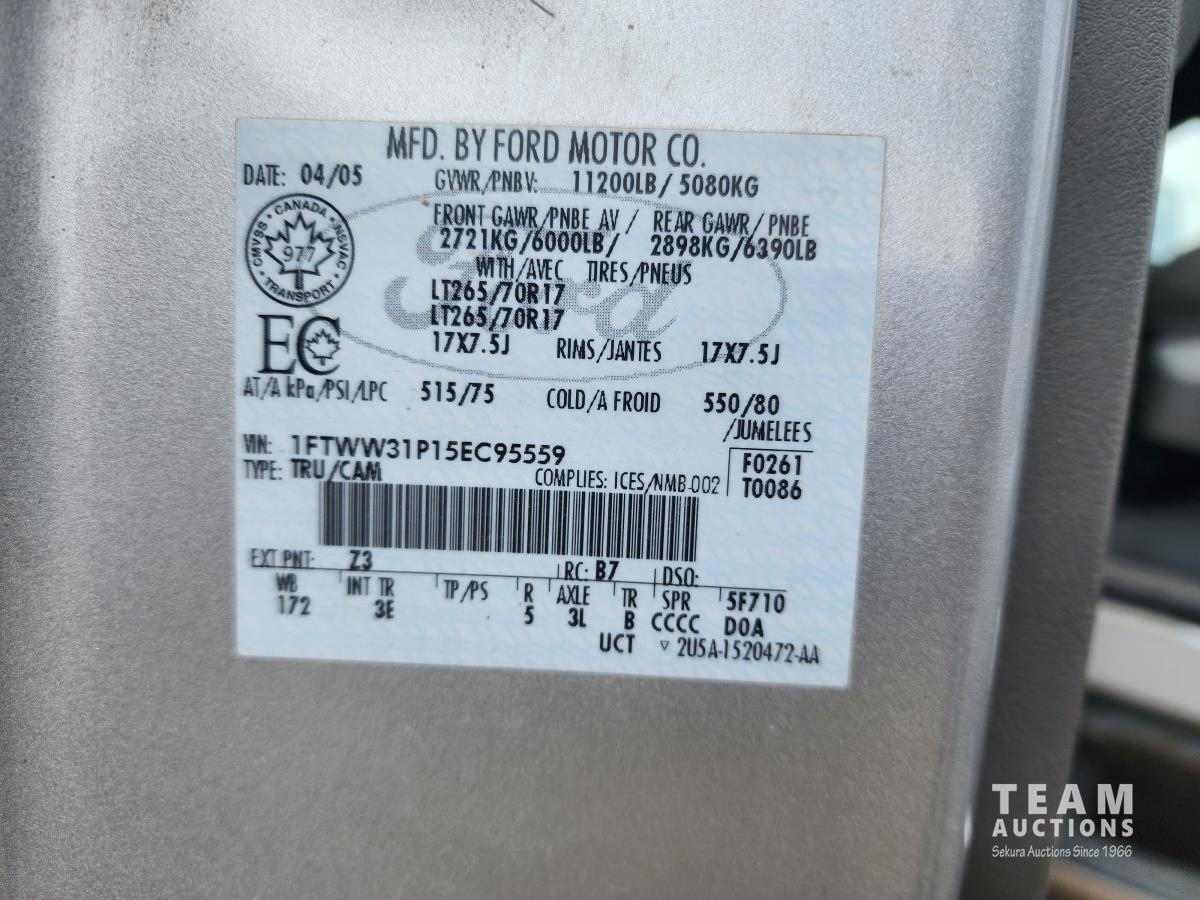 MFD. BY FORD MOTOR CO.
DATE: 04/05 GVWR/PNBV: 11200LB/ 5080KG
FRONT GAWR/PNBE AV / REAR GAWR/ PNBE
2721KG/6000LB/ 2898KG/6390LB
WITH/AVEC TIRES/PNEUS
LT265/70R17
LT265/70R17
17X7.5J RIMS/JANTES 17X7.5J
CANADA
CMVSS • NSVAC
977
TRANSPORT
Ford
EC
AT/A kPa/PSI/LPC 515/75 COLD/A FROID 550/80
/JUMELEES
VIN: 1FTWW31P15EC95559 F0261
TYPE: TRU/CAM COMPLIES: ICES/NMB-002 T0086
EXT PNT: Z3 RC: B7 DSO:
WB INT TR TP/PS R AXLE TR SPR 5F710
172 3E 5 3L B CCCC D0A
UCT ▽ 2U5A-1520472-AA
TEAM
AUCTIONS
Sekura Auctions Since 1966